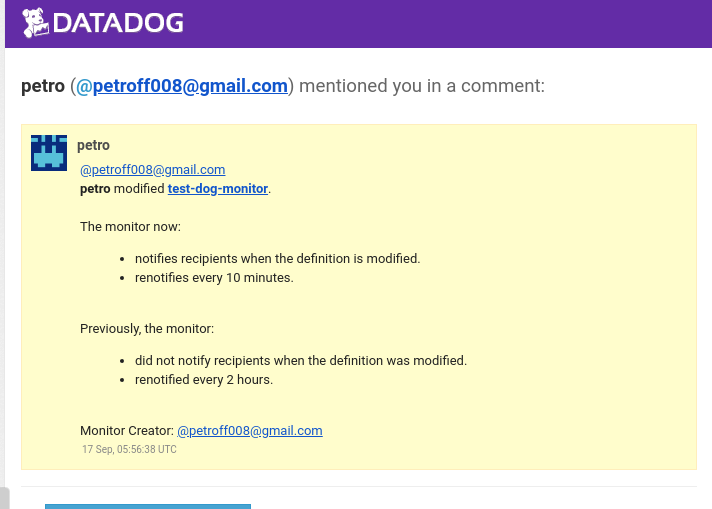 DATADOG
petro (@petroff008@gmail.com) mentioned you in a comment:
petro
@petroff008@gmail.com
petro modified test-dog-monitor.
The monitor now:
• notifies recipients when the definition is modified.
• renotifies every 10 minutes.
Previously, the monitor:
• did not notify recipients when the definition was modified.
• renotified every 2 hours.
Monitor Creator: @petroff008@gmail.com
17 Sep, 05:56:38 UTC